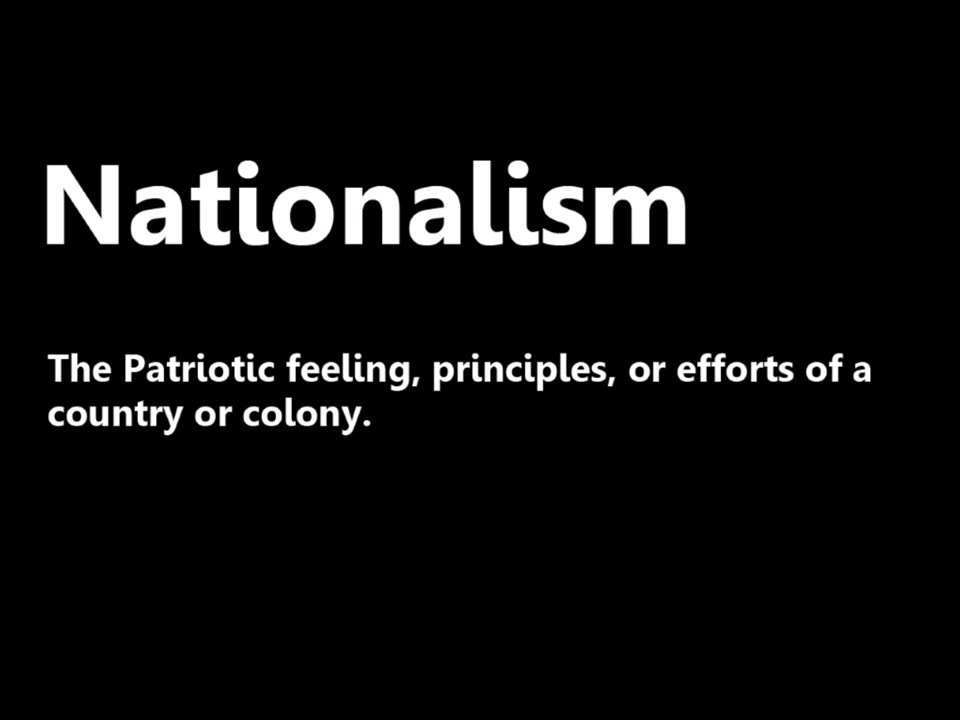 Nationalism
The Patriotic feeling, principles, or efforts of a
country or colony.